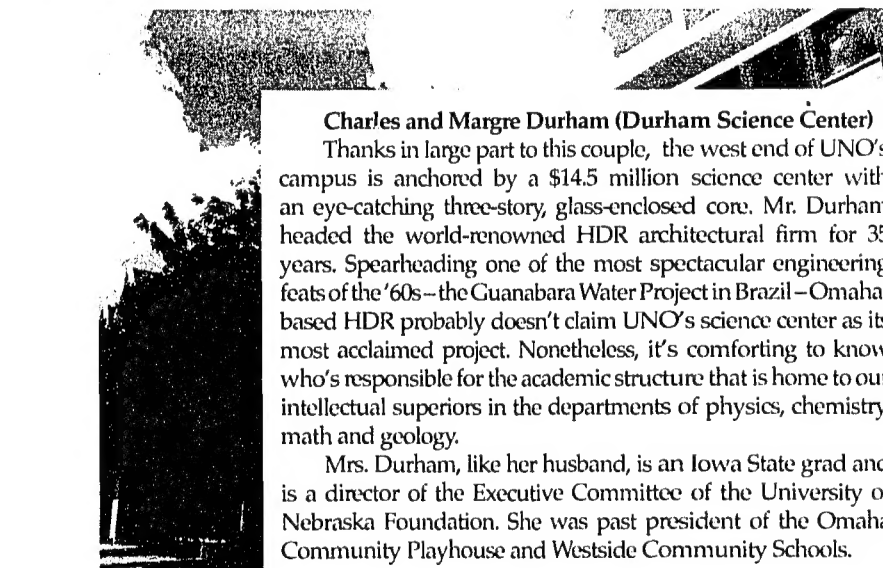 Charles and Margre Durham (Durham Science Center)
Thanks in large part to this couple, the west end of UNO's
campus is anchored by a $14.5 million science center with
an eye-catching three-story, glass-enclosed core. Mr. Durham
headed the world-renowned HDR architectural firm for 35
years. Spearheading one of the most spectacular engineering
feats of the '60s – the Guanabara Water Project in Brazil – Omaha
based HDR probably doesn't claim UNO's science center as its
most acclaimed project. Nonetheless, it's comforting to know
who's responsible for the academic structure that is home to our
intellectual superiors in the departments of physics, chemistry
math and geology.
Mrs. Durham, like her husband, is an Iowa State grad and
is a director of the Executive Committee of the University o
Nebraska Foundation. She was past president of the Omaha
Community Playhouse and Westside Community Schools.